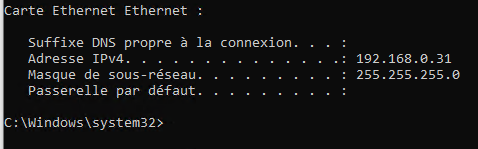 Carte Ethernet Ethernet :
Suffixe DNS propre à la connexion. . . :
Adresse IPv4. . . . . . . . . . . . . .: 192.168.0.31
Masque de sous-réseau. . . . . . . . . : 255.255.255.0
Passerelle par défaut. . . . . . . . . :
C:\Windows\system32>